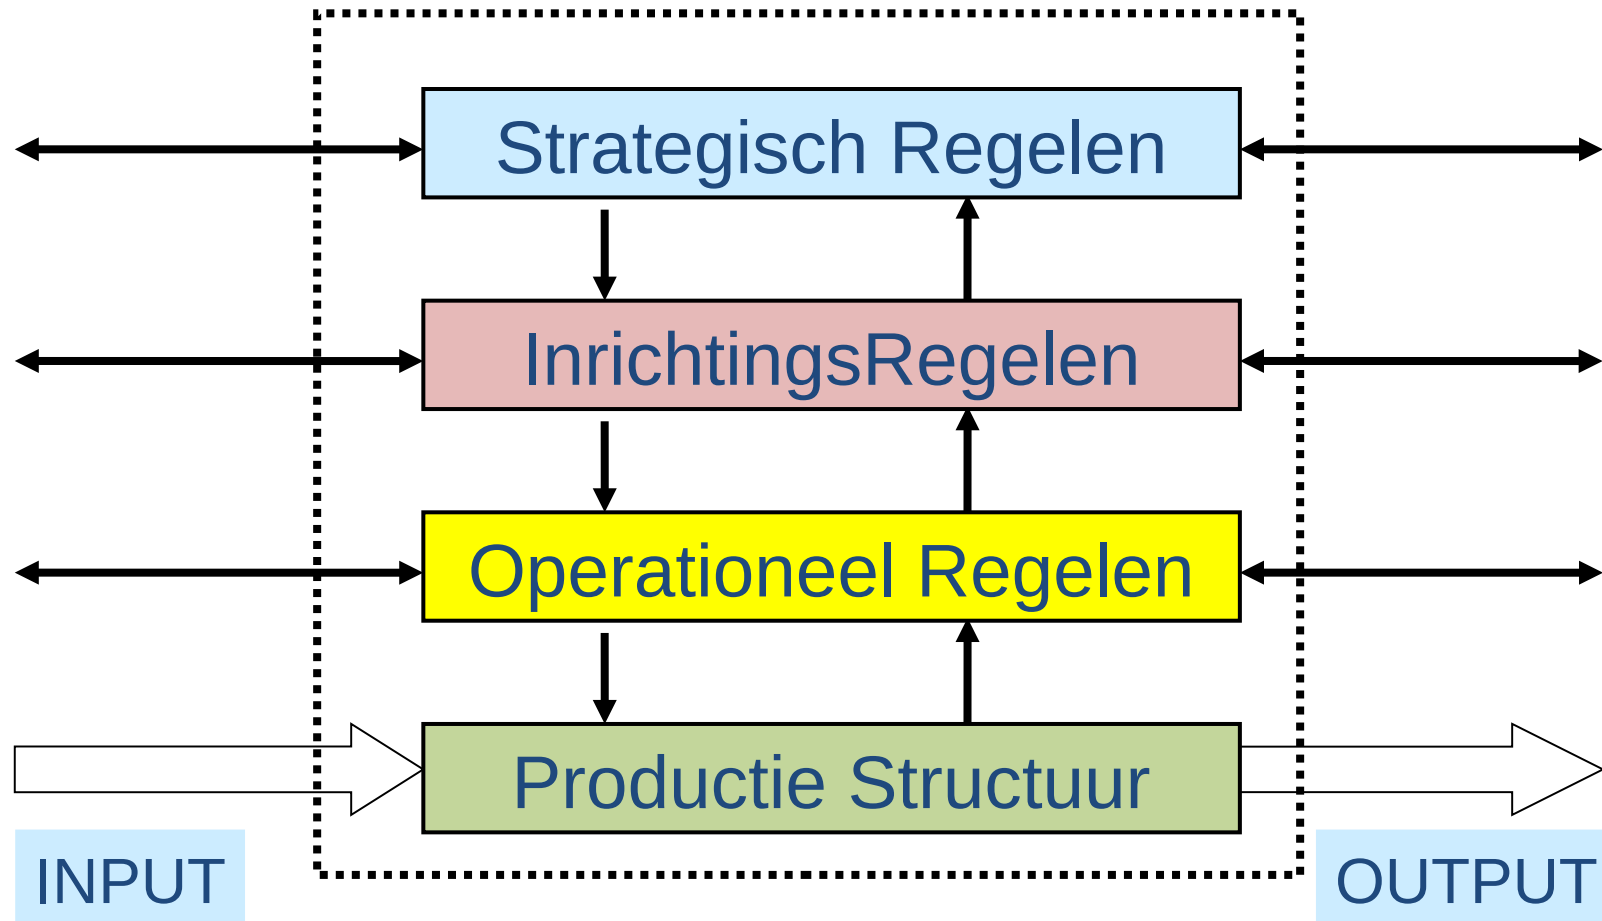 Strategisch Regelen
InrichtingsRegelen
Operationeel Regelen
Productie Structuur
INPUT
OUTPUT